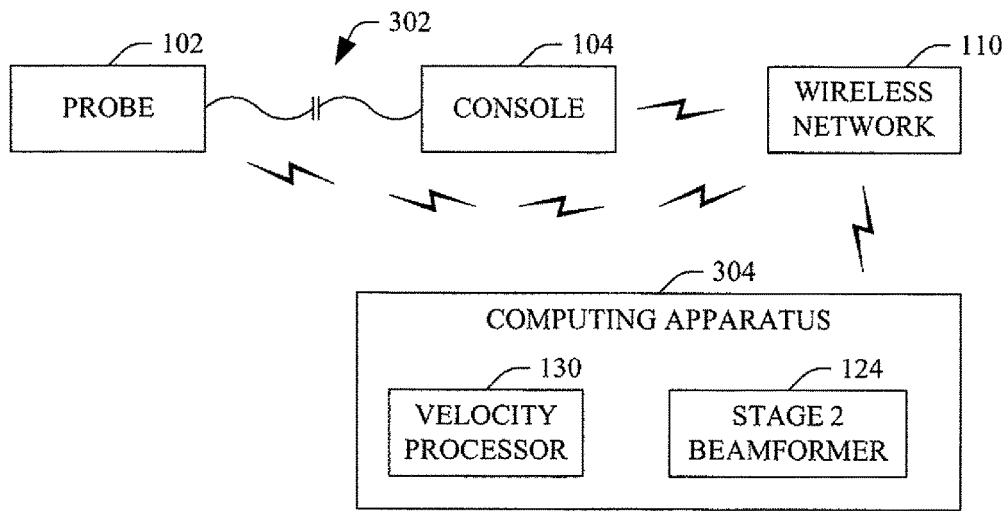 302
102
104
110
PROBE
CONSOLE
WIRELESS
NETWORK
304
COMPUTING APPARATUS
130
124
VELOCITY
PROCESSOR
STAGE 2
BEAMFORMER